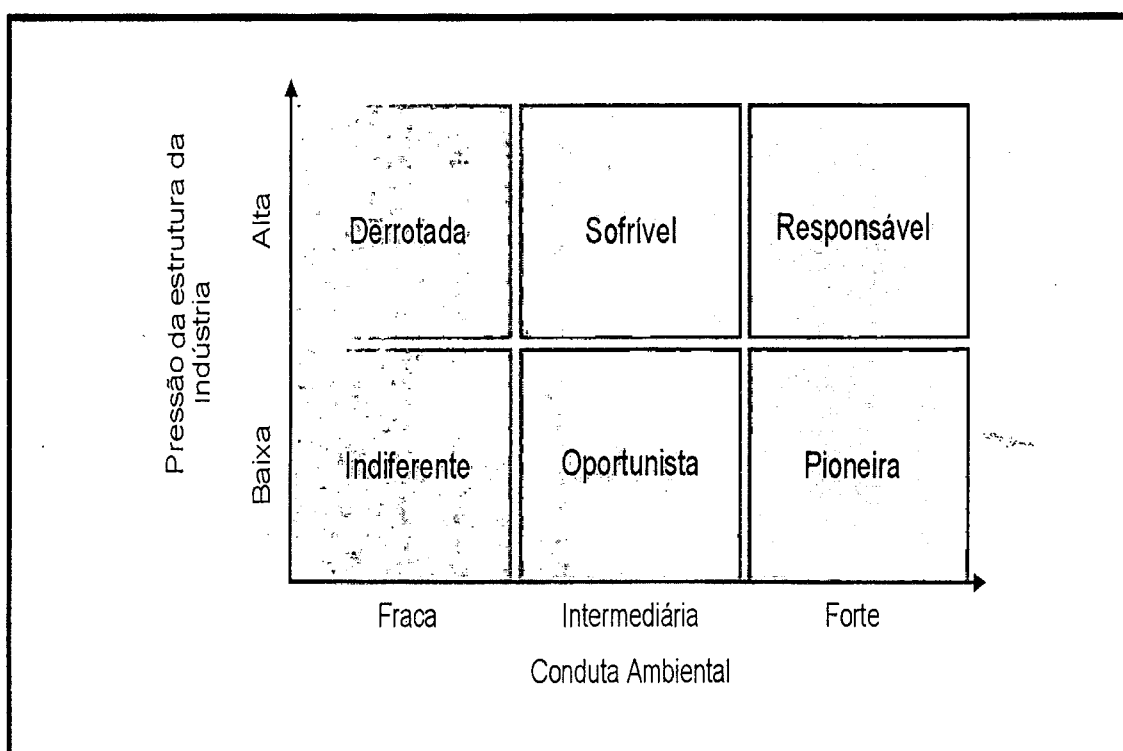 Pressão da estrutura da
Indústria
Alta
Baixa
Derrotada
Sofrível
Responsável
Indiferente
Oportunista
Pioneira
Fraca
Intermediária
Forte
Conduta Ambiental